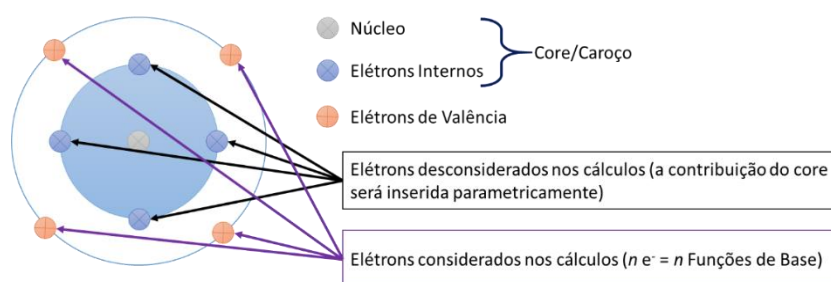 Núcleo
Elétrons Internos
Core/Caroço
Elétrons de Valência
Elétrons desconsiderados nos cálculos (a contribuição do core
será inserida parametricamente)
Elétrons considerados nos cálculos (n e⁻ = n Funções de Base)